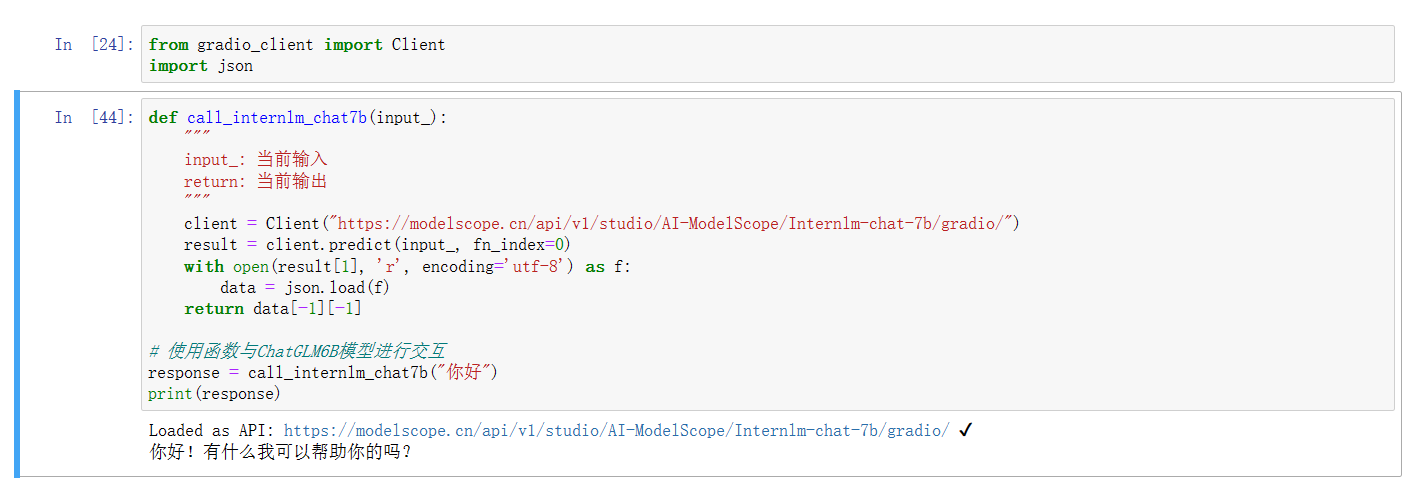 In [24]: from gradio_client import Client
import json
In [44]: def call_internlm_chat7b(input_):
"""
input_: 当前输入
return: 当前输出
"""
client = Client("https://modelscope.cn/api/v1/studio/AI-ModelScope/Internlm-chat-7b/gradio/")
result = client.predict(input_, fn_index=0)
with open(result[1], 'r', encoding='utf-8') as f:
data = json.load(f)
return data[-1][-1]
# 使用函数与ChatGLM6B模型进行交互
response = call_internlm_chat7b("你好")
print(response)
Loaded as API: https://modelscope.cn/api/v1/studio/AI-ModelScope/Internlm-chat-7b/gradio/ ✔
你好！有什么我可以帮助你的吗？